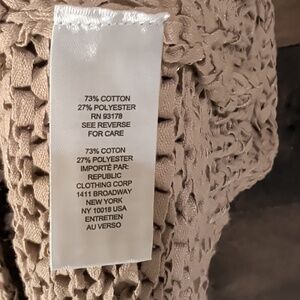 73% COTTON
27% POLYESTER
RN 93178
SEE REVERSE
FOR CARE
73% COTON
27% POLYESTER
IMPORTÉ PAR:
REPUBLIC
CLOTHING CORP
1411 BROADWAY
NEW YORK
NY 10018 USA
ENTRETIEN
AU VERSO